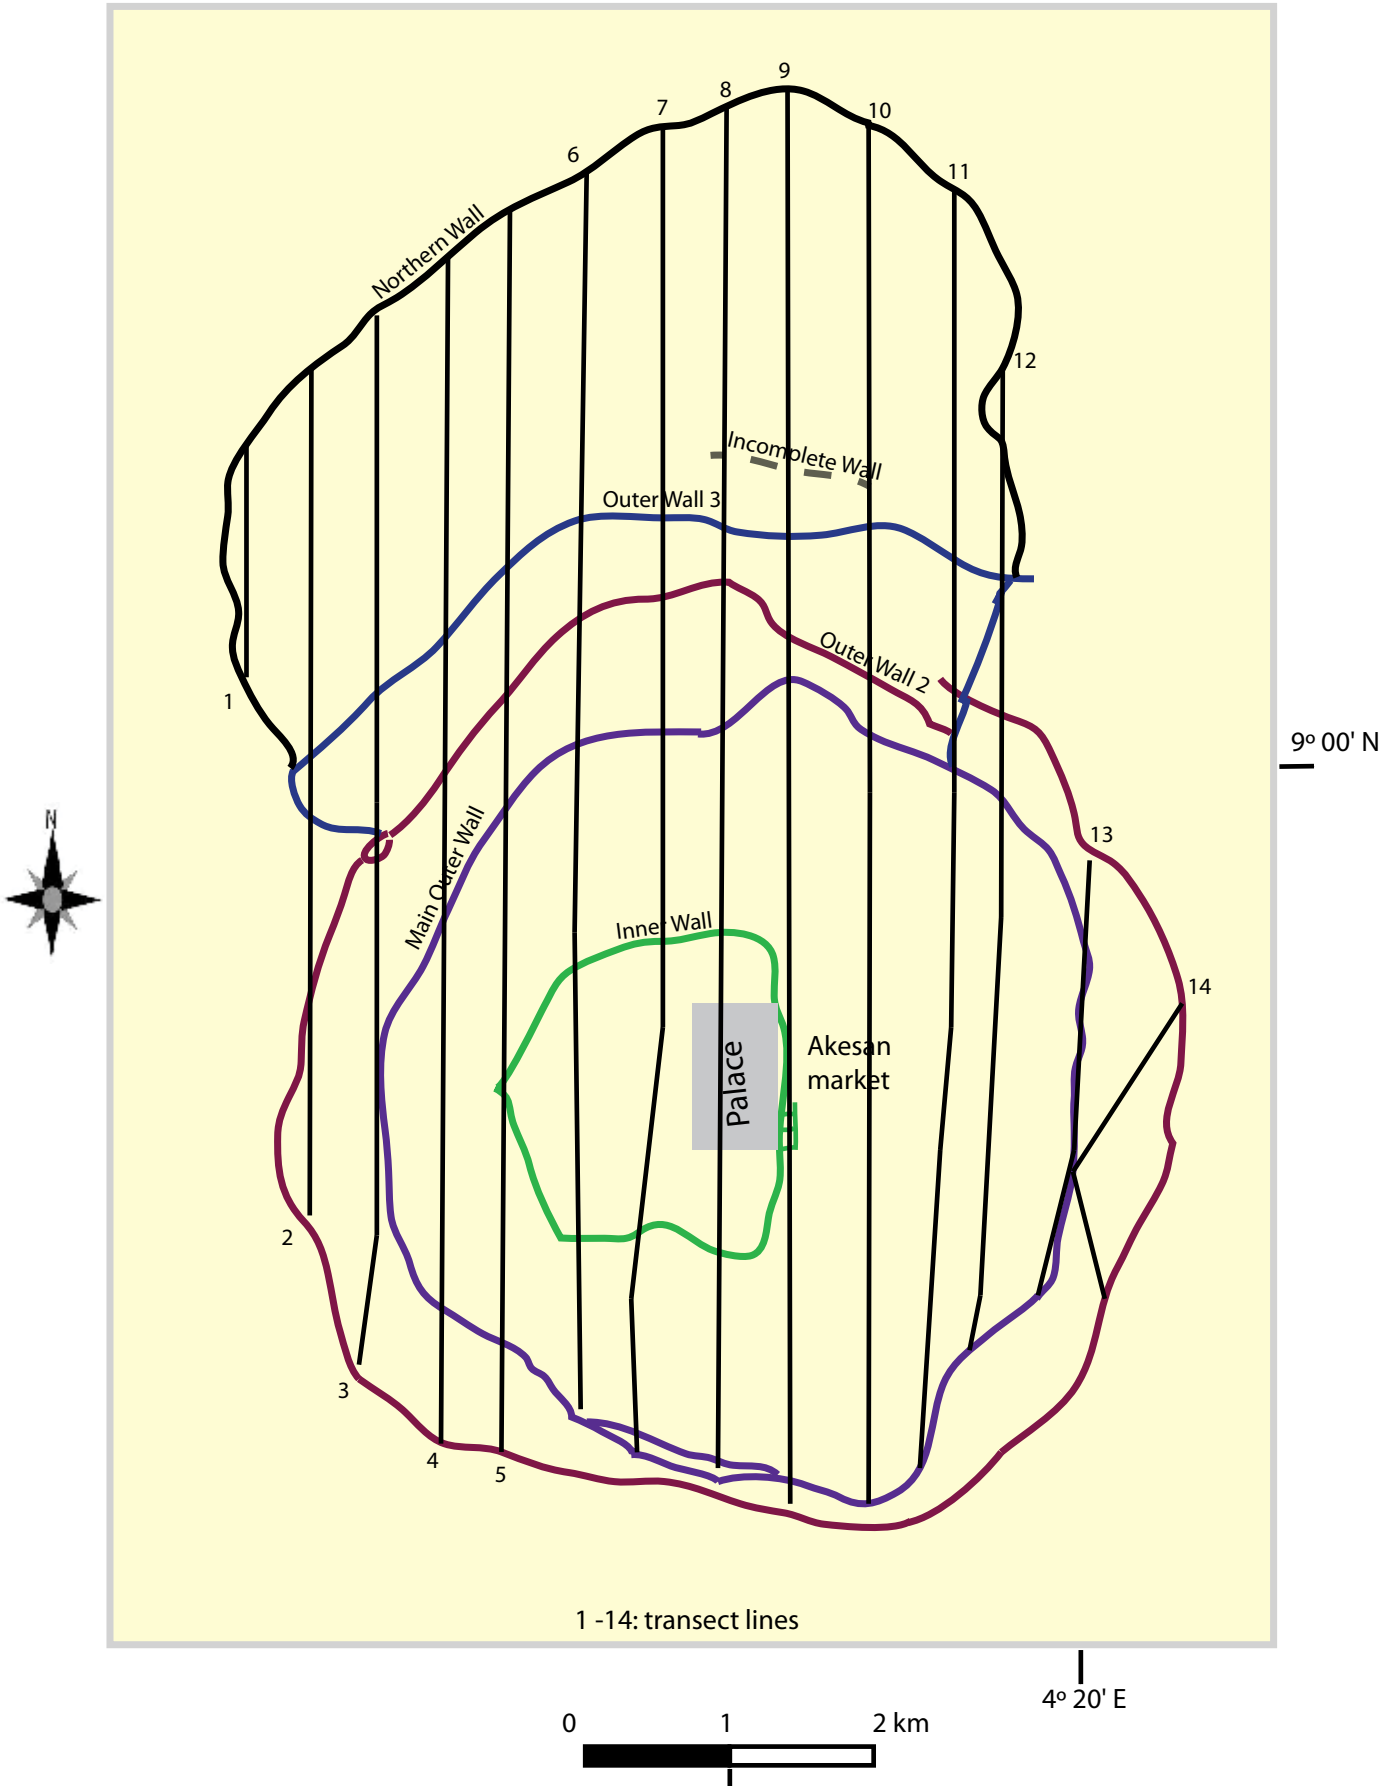 9
8
7
10
6
11
Northern Wall
12
Incomplete Wall
Outer Wall 3
Outer Wall 2
1
9º 00' N
N
13
Main Outer Wall
Inner Wall
14
Akesan
market
Palace
2
3
4
5
1 -14: transect lines
4º 20' E
0 1 2 km